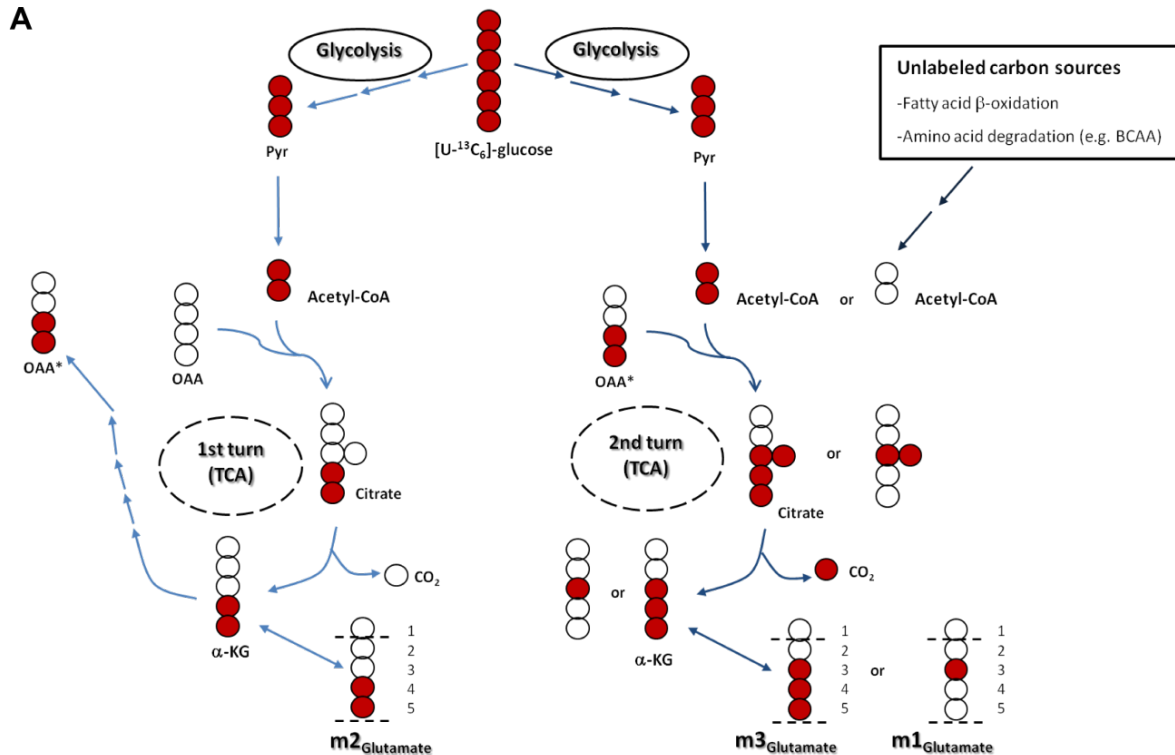 A
Glycolysis
Glycolysis
Unlabeled carbon sources
-Fatty acid β-oxidation
-Amino acid degradation (e.g. BCAA)
Pyr
[U-¹³C₆]-glucose
Pyr
Acetyl-CoA
Acetyl-CoA
or
Acetyl-CoA
OAA*
OAA
OAA*
1st turn
(TCA)
Citrate
2nd turn
(TCA)
or
Citrate
CO₂
α-KG
or
α-KG
CO₂
1
2
3
4
5
m2Glutamate
1
2
3
4
5
or
1
2
3
4
5
m3Glutamate
m1Glutamate